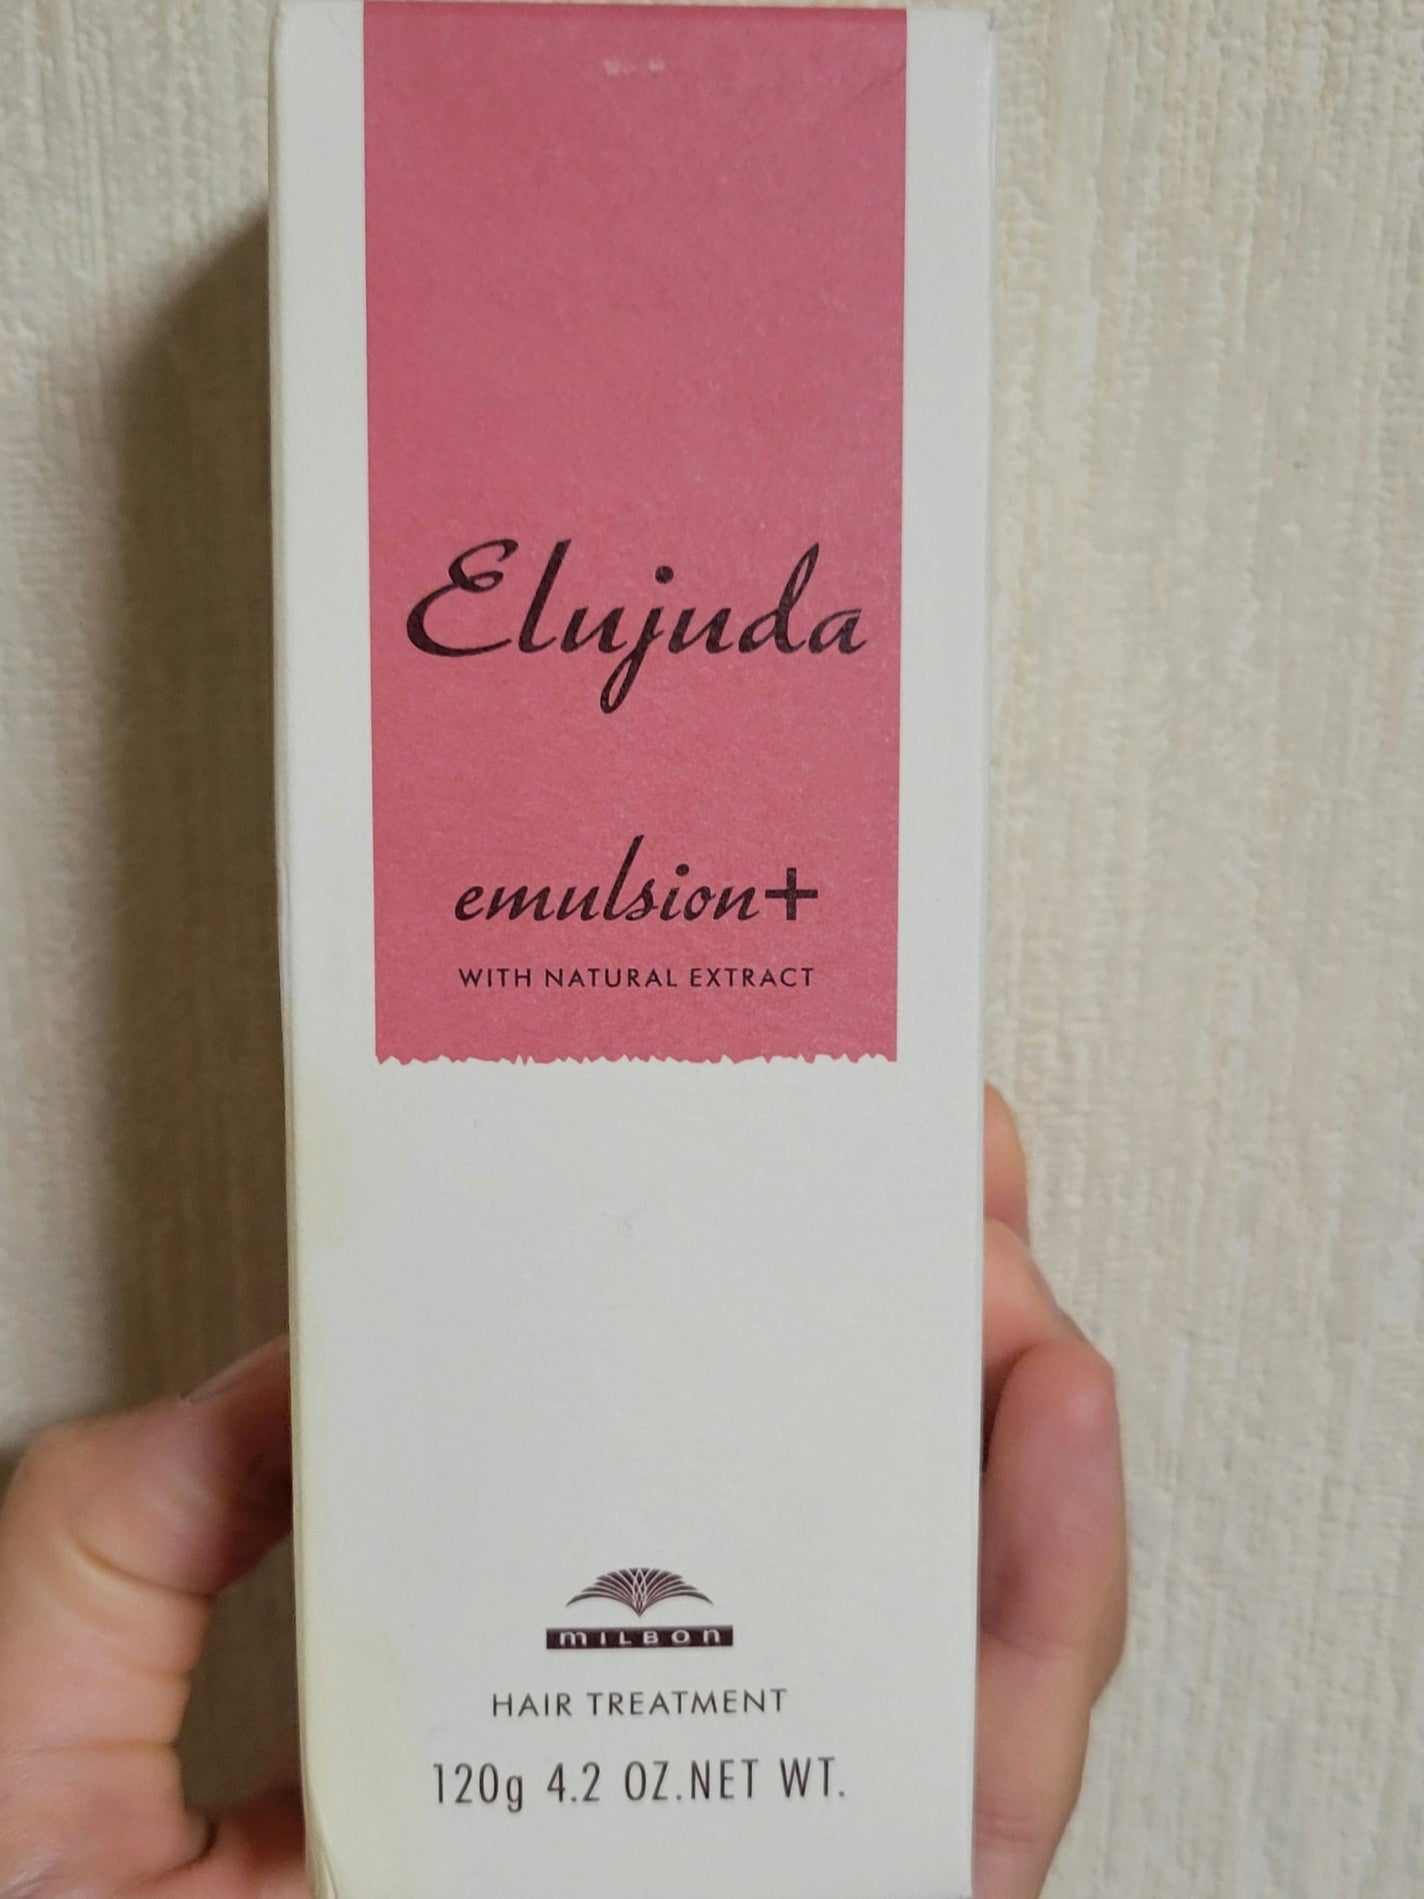 Elujuda
emulsion+
WITH NATURAL EXTRACT
MILBON
HAIR TREATMENT
120g 4.2 OZ.NET WT.